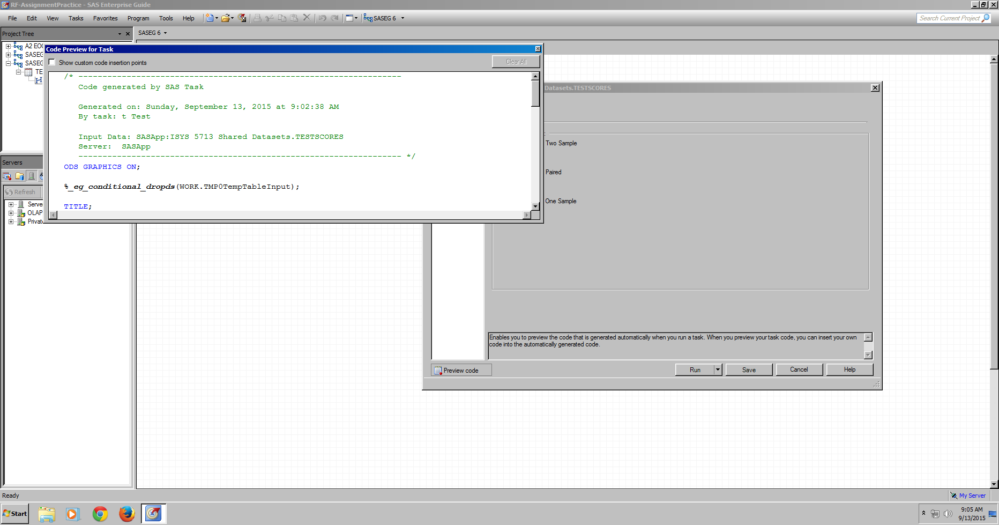 RF-AssignmentPractice - SAS Enterprise Guide
File Edit View Tasks Favorites Program Tools Help SASEG 6 Search Current Project
Project Tree
SASEG 6
A2 EOC
SASEG
SASEG
TE
Code Preview for Task
Show custom code insertion points
Clear All
/* -------------------------------------------------------------------
Code generated by SAS Task
Generated on: Sunday, September 13, 2015 at 9:02:38 AM
By task: t Test
Input Data: SASApp:ISYS 5713 Shared Datasets.TESTSCORES
Server: SASApp
------------------------------------------------------------------- */
ODS GRAPHICS ON;
%_eg_conditional_dropds(WORK.TMP0TempTableInput);
TITLE;
Servers
Refresh
Serve
OLAP
Private
Datasets.TESTSCORES
Two Sample
Paired
One Sample
Enables you to preview the code that is generated automatically when you run a task. When you preview your task code, you can insert your own
code into the automatically generated code.
Preview code
Run
Save
Cancel
Help
Ready
My Server
Start
9:05 AM
9/13/2015